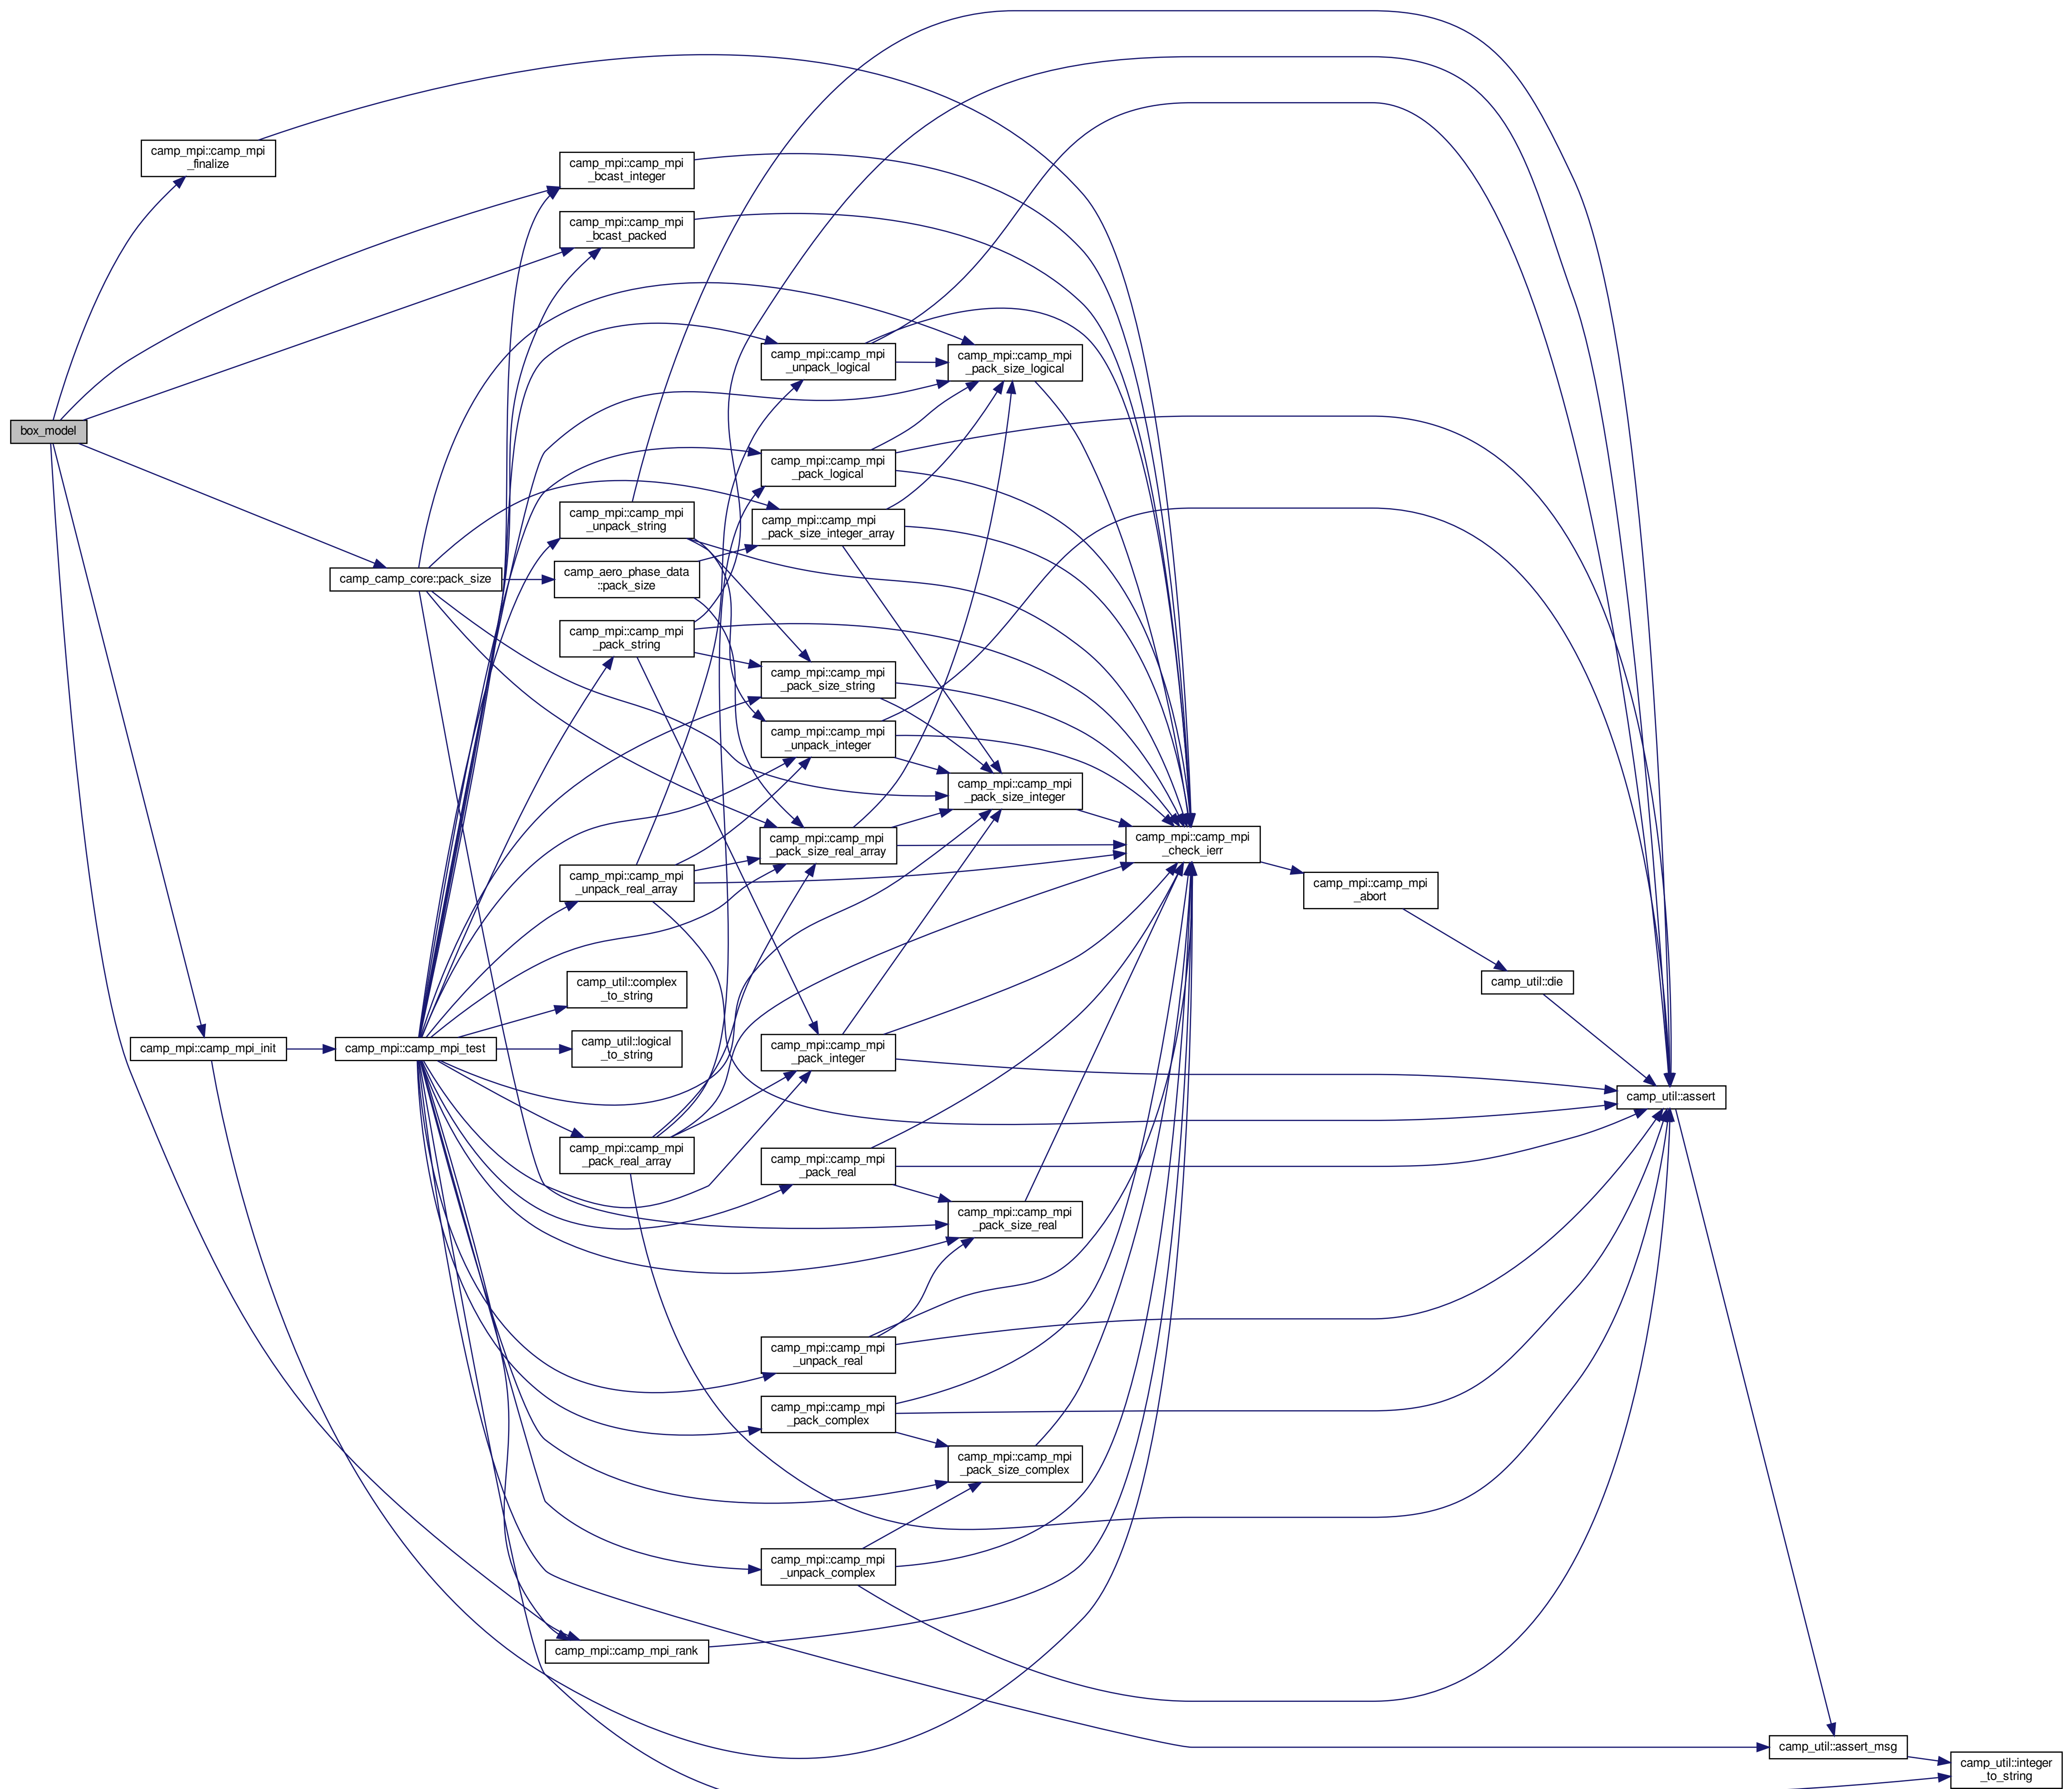 camp_mpi::camp_mpi
_finalize
camp_mpi::camp_mpi
_bcast_integer
camp_mpi::camp_mpi
_bcast_packed
camp_mpi::camp_mpi
_unpack_logical
camp_mpi::camp_mpi
_pack_size_logical
box_model
camp_mpi::camp_mpi
_pack_logical
camp_mpi::camp_mpi
_unpack_string
camp_mpi::camp_mpi
_pack_size_integer_array
camp_camp_core::pack_size
camp_aero_phase_data
::pack_size
camp_mpi::camp_mpi
_pack_string
camp_mpi::camp_mpi
_pack_size_string
camp_mpi::camp_mpi
_unpack_integer
camp_mpi::camp_mpi
_pack_size_integer
camp_mpi::camp_mpi
_pack_size_real_array
camp_mpi::camp_mpi
_check_ierr
camp_mpi::camp_mpi
_unpack_real_array
camp_mpi::camp_mpi
_abort
camp_util::complex
_to_string
camp_util::die
camp_mpi::camp_mpi_init
camp_mpi::camp_mpi_test
camp_util::logical
_to_string
camp_mpi::camp_mpi
_pack_integer
camp_util::assert
camp_mpi::camp_mpi
_pack_real_array
camp_mpi::camp_mpi
_pack_real
camp_mpi::camp_mpi
_pack_size_real
camp_mpi::camp_mpi
_unpack_real
camp_mpi::camp_mpi
_pack_complex
camp_mpi::camp_mpi
_pack_size_complex
camp_mpi::camp_mpi
_unpack_complex
camp_mpi::camp_mpi_rank
camp_util::assert_msg
camp_util::integer
_to_string